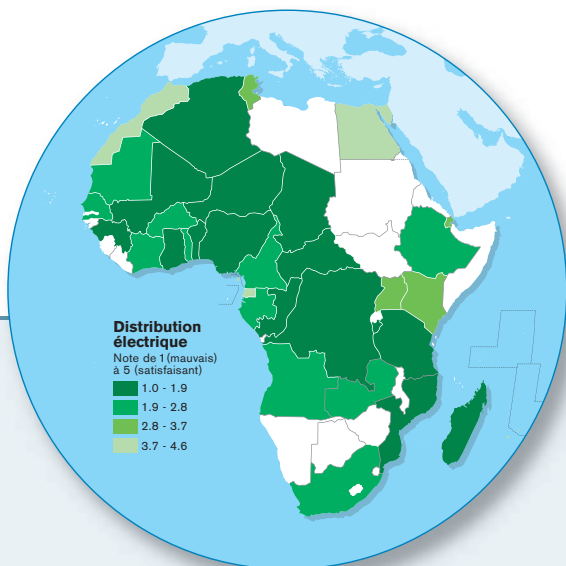 Distribution
électrique
Note de 1 (mauvais)
à 5 (satisfaisant)
1.0 - 1.9
1.9 - 2.8
2.8 - 3.7
3.7 - 4.6